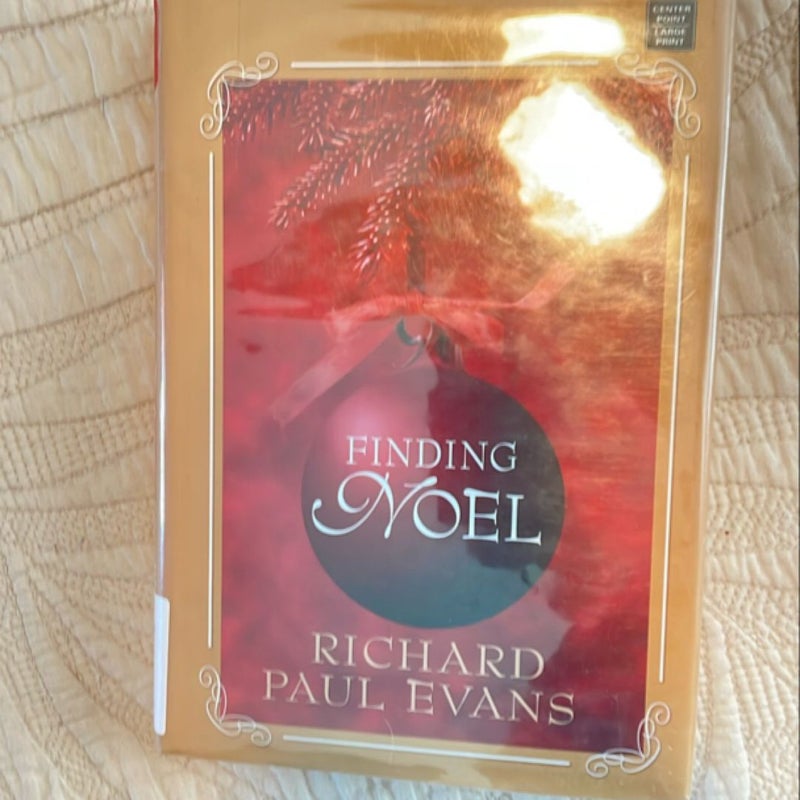 CENTER
POINT
LARGE
PRINT
FINDING
NOEL
RICHARD
PAUL EVANS